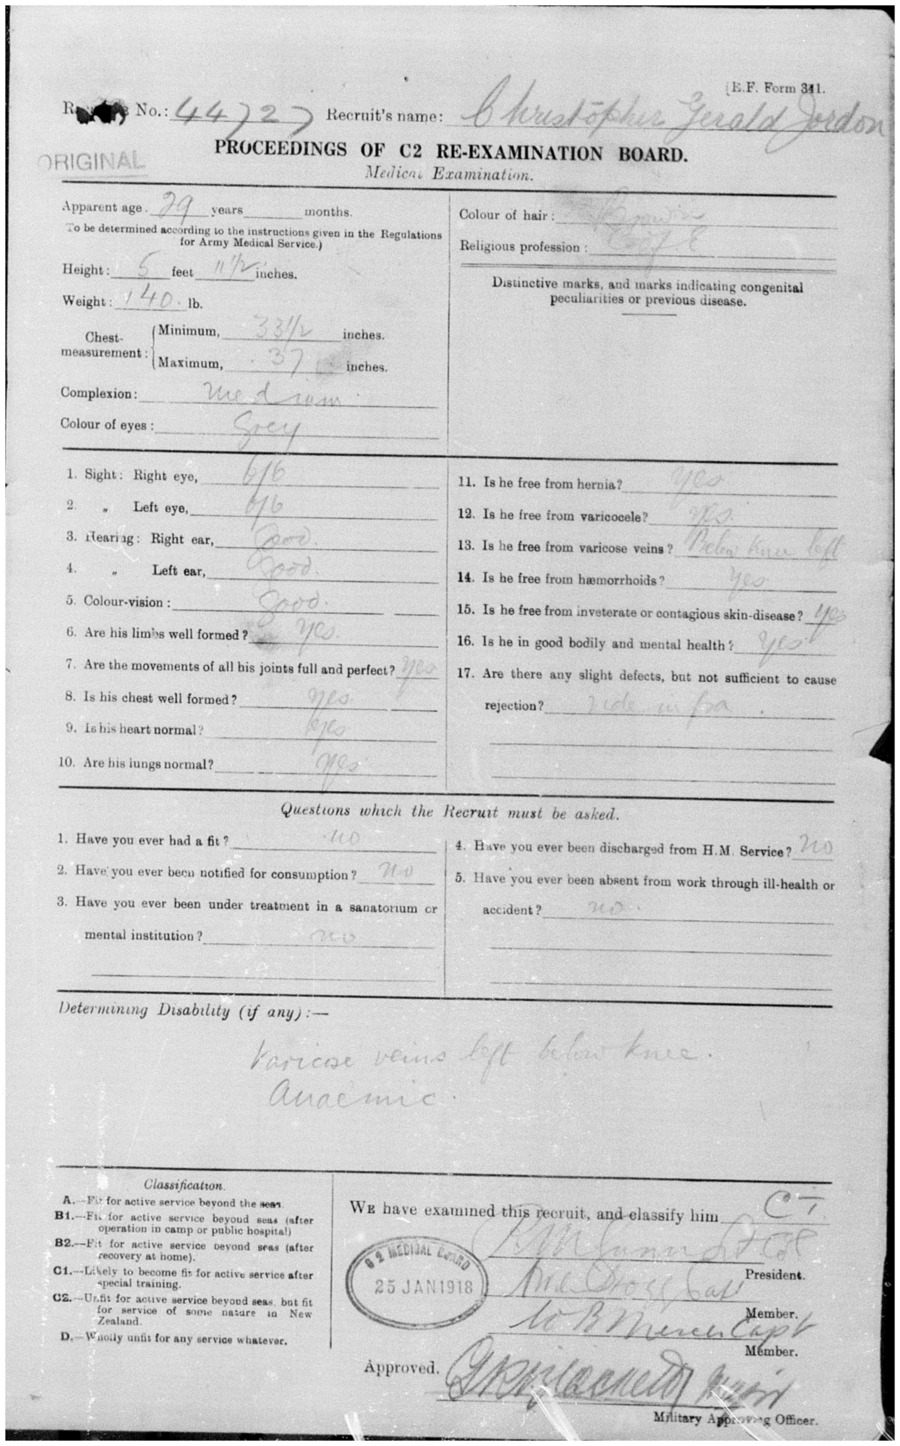 [E.F. Form 341.
No.: 44727 Recruit's name: Christopher Gerald Jordon
ORIGINAL
PROCEEDINGS OF C2 RE-EXAMINATION BOARD.
Medical Examination.
Apparent age 29 years months.
To be determined according to the instructions given in the Regulations
for Army Medical Service.)
Height: 5 feet 11 1/2 inches.
Weight: 140 lb.
Chest-measurement: Minimum, 33 1/2 inches.
Maximum, 37 inches.
Complexion: Medium
Colour of eyes: Grey
Colour of hair: Brown
Religious profession: C of E
Distinctive marks, and marks indicating congenital
peculiarities or previous disease.
1. Sight: Right eye, 6/6
2. " Left eye, 6/6
3. Hearing: Right ear, Good.
4. " Left ear, Good.
5. Colour-vision: Good.
6. Are his limbs well formed? Yes.
7. Are the movements of all his joints full and perfect? Yes
8. Is his chest well formed? Yes.
9. Is his heart normal? Yes
10. Are his lungs normal? Yes
11. Is he free from hernia? Yes
12. Is he free from varicocele? Yes.
13. Is he free from varicose veins? Below knee left
14. Is he free from hæmorrhoids? Yes
15. Is he free from inveterate or contagious skin-disease? Yes
16. Is he in good bodily and mental health? Yes
17. Are there any slight defects, but not sufficient to cause
rejection? Vide infra.
Questions which the Recruit must be asked.
1. Have you ever had a fit? no
2. Have you ever been notified for consumption? no
3. Have you ever been under treatment in a sanatorium or
mental institution? no
4. Have you ever been discharged from H.M. Service? no
5. Have you ever been absent from work through ill-health or
accident? no.
Determining Disability (if any):—
Varicose veins left below knee.
Anaemic.
Classification.
A.—Fit for active service beyond the seas.
B1.—Fit for active service beyond seas (after
operation in camp or public hospital)
B2.—Fit for active service beyond seas (after
recovery at home).
C1.—Likely to become fit for active service after
special training.
C2.—Unfit for active service beyond seas, but fit
for service of some nature in New
Zealand.
D.—Wholly unfit for any service whatever.
WE have examined this recruit, and classify him C1
President.
C2 MEDICAL BOARD
25 JAN 1918
Capt
Member.
Capt
Member.
Approved. Major
Military Approving Officer.